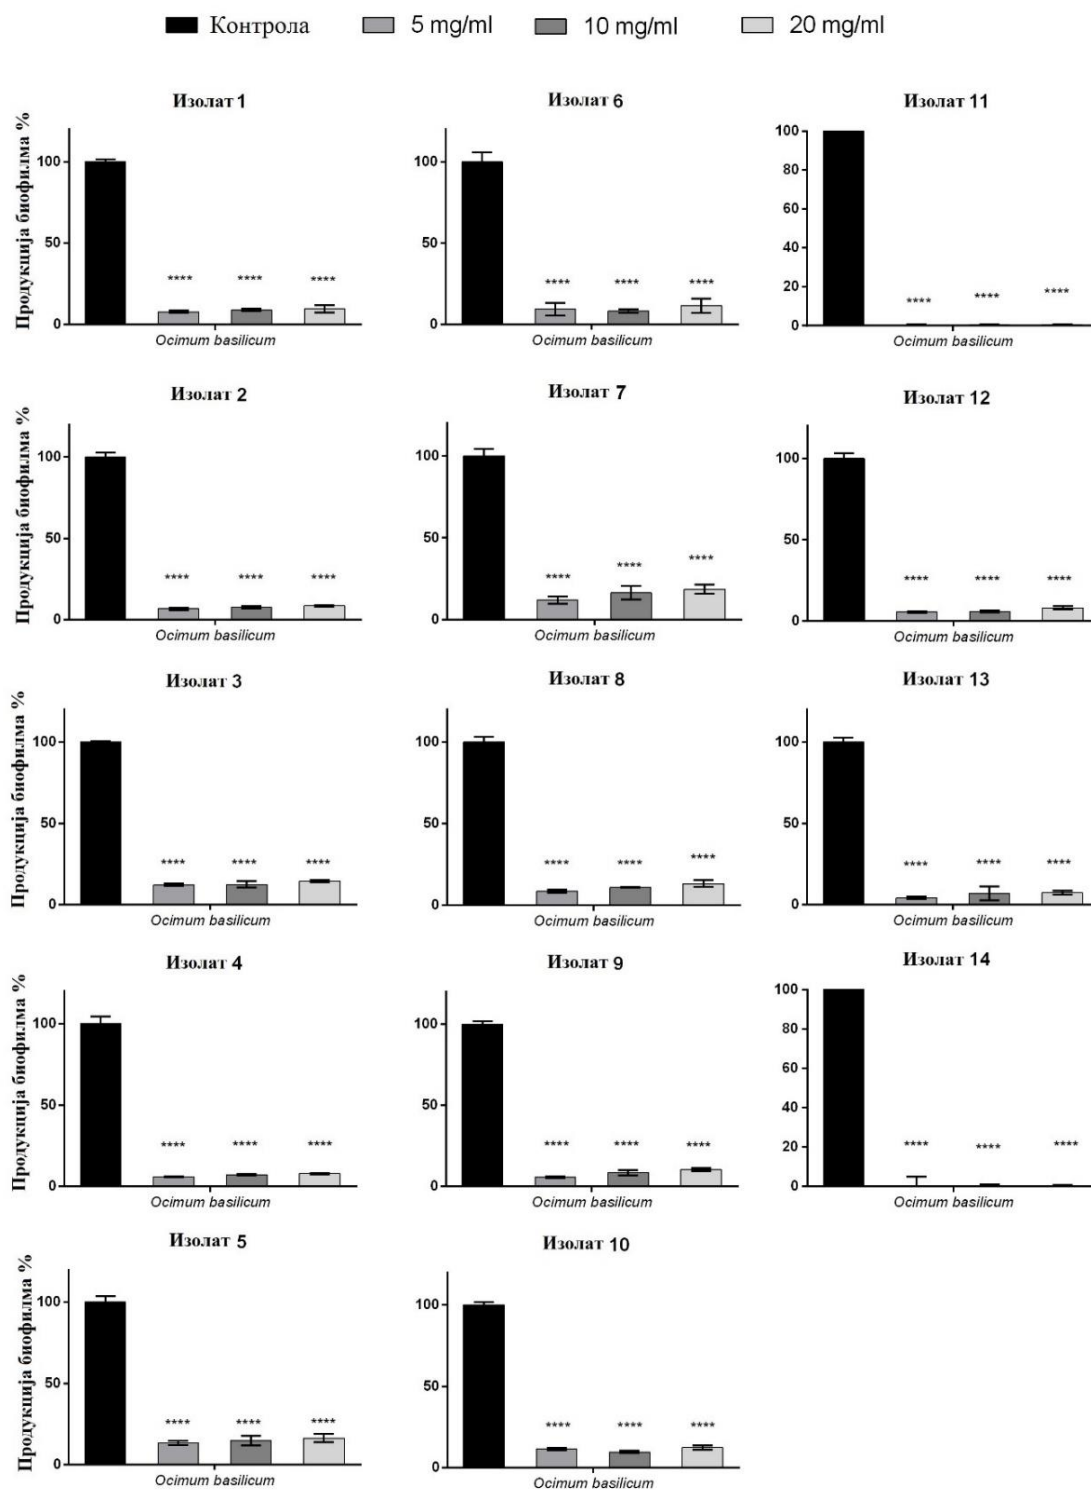 Контрола 5 mg/ml 10 mg/ml 20 mg/ml
Изолат 1
Продукција биофилма %
100
50
0
**** **** ****
Ocimum basilicum
Изолат 6
100
50
0
**** **** ****
Ocimum basilicum
Изолат 11
100
80
60
40
20
0
**** **** ****
Ocimum basilicum
Изолат 2
Продукција биофилма %
100
50
0
**** **** ****
Ocimum basilicum
Изолат 7
100
50
0
**** **** ****
Ocimum basilicum
Изолат 12
100
50
0
**** **** ****
Ocimum basilicum
Изолат 3
Продукција биофилма %
100
50
0
**** **** ****
Ocimum basilicum
Изолат 8
100
50
0
**** **** ****
Ocimum basilicum
Изолат 13
100
50
0
**** **** ****
Ocimum basilicum
Изолат 4
Продукција биофилма %
100
50
0
**** **** ****
Ocimum basilicum
Изолат 9
100
50
0
**** **** ****
Ocimum basilicum
Изолат 14
100
80
60
40
20
0
**** **** ****
Ocimum basilicum
Изолат 5
Продукција биофилма %
100
50
0
**** **** ****
Ocimum basilicum
Изолат 10
100
50
0
**** **** ****
Ocimum basilicum